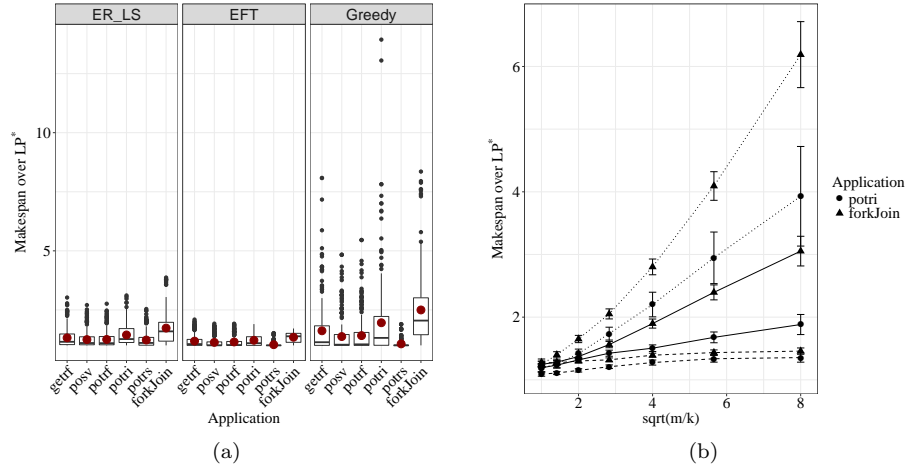 ER_LS EFT Greedy
Makespan over LP*
10
5
getrf posv potrf potri potrs forkJoin getrf posv potrf potri potrs forkJoin getrf posv potrf potri potrs forkJoin
Application
(a)
Makespan over LP*
6
4
2
2 4 6 8
sqrt(m/k)
Application
potri
forkJoin
(b)